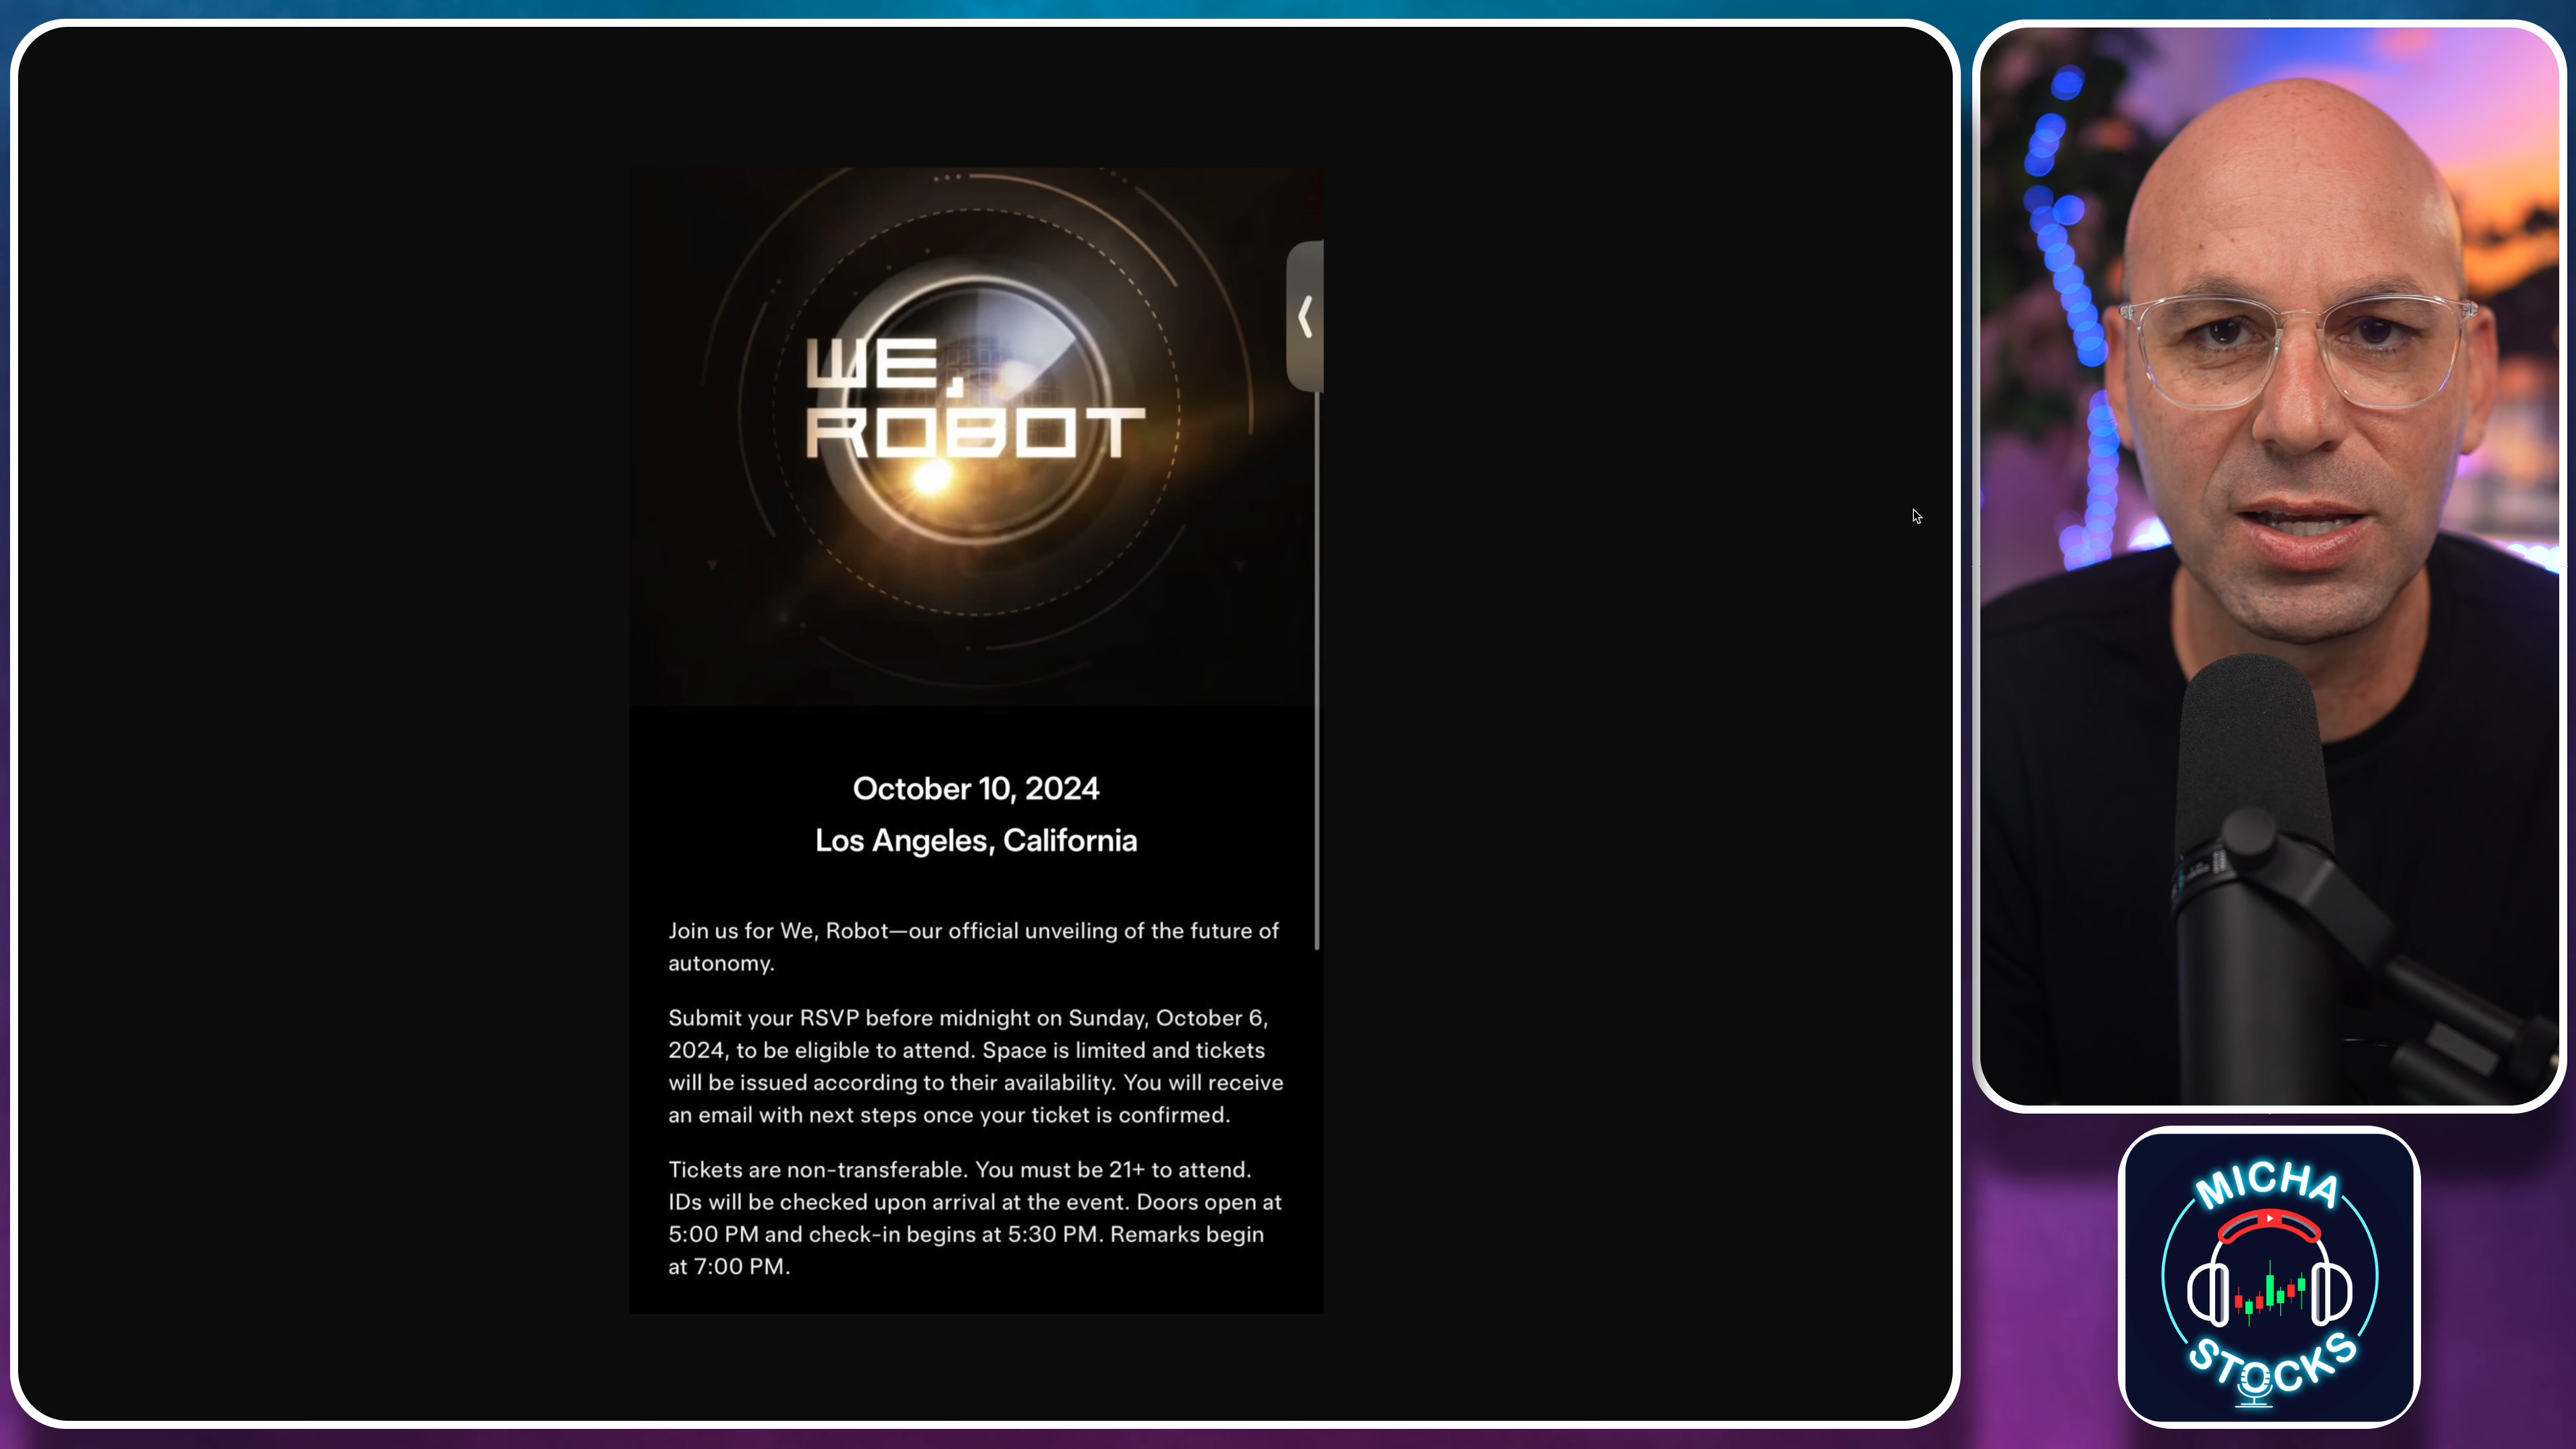 WE,
ROBOT
October 10, 2024
Los Angeles, California
Join us for We, Robot—our official unveiling of the future of
autonomy.
Submit your RSVP before midnight on Sunday, October 6,
2024, to be eligible to attend. Space is limited and tickets
will be issued according to their availability. You will receive
an email with next steps once your ticket is confirmed.
Tickets are non-transferable. You must be 21+ to attend.
IDs will be checked upon arrival at the event. Doors open at
5:00 PM and check-in begins at 5:30 PM. Remarks begin
at 7:00 PM.
MICHA
STOCKS